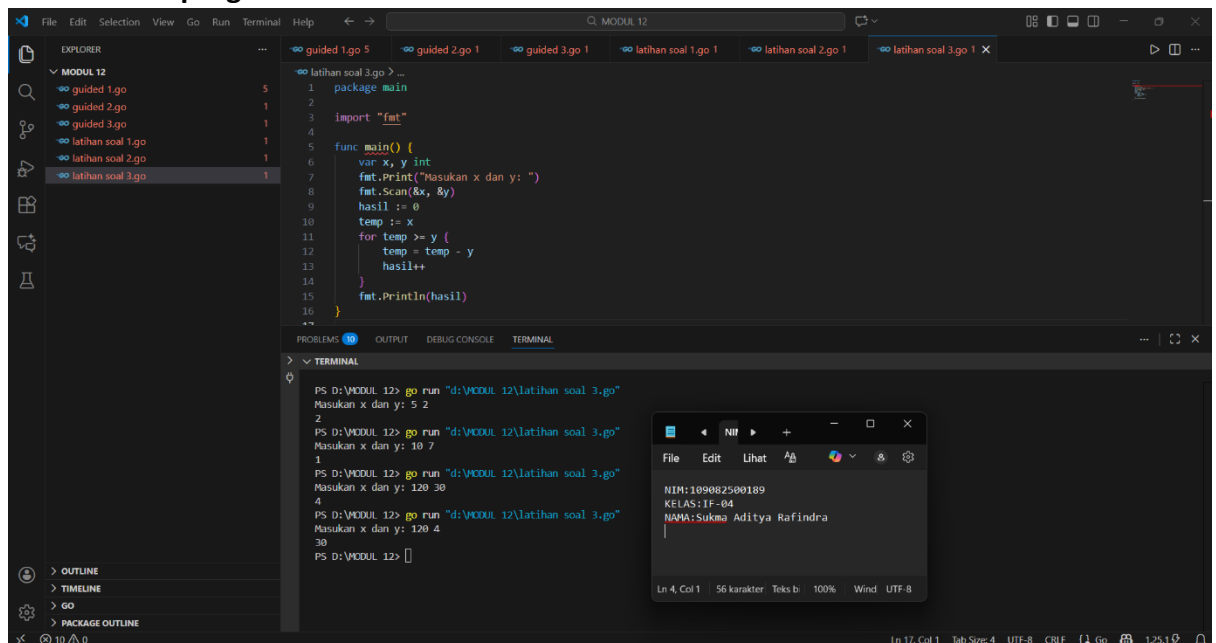 File Edit Selection View Go Run Terminal Help
MODUL 12
EXPLORER
MODUL 12
guided 1.go 5
guided 2.go 1
guided 3.go 1
latihan soal 1.go 1
latihan soal 2.go 1
latihan soal 3.go 1
guided 1.go 5 guided 2.go 1 guided 3.go 1 latihan soal 1.go 1 latihan soal 2.go 1 latihan soal 3.go 1
latihan soal 3.go > ...
1 package main
2
3 import "fmt"
4
5 func main() {
6 var x, y int
7 fmt.Print("Masukan x dan y: ")
8 fmt.Scan(&x, &y)
9 hasil := 0
10 temp := x
11 for temp >= y {
12 temp = temp - y
13 hasil++
14 }
15 fmt.Println(hasil)
16 }
17
PROBLEMS 10 OUTPUT DEBUG CONSOLE TERMINAL
TERMINAL
PS D:\MODUL 12> go run "d:\MODUL 12\latihan soal 3.go"
Masukan x dan y: 5 2
2
PS D:\MODUL 12> go run "d:\MODUL 12\latihan soal 3.go"
Masukan x dan y: 10 7
1
PS D:\MODUL 12> go run "d:\MODUL 12\latihan soal 3.go"
Masukan x dan y: 120 30
4
PS D:\MODUL 12> go run "d:\MODUL 12\latihan soal 3.go"
Masukan x dan y: 120 4
30
PS D:\MODUL 12>
NIM
File Edit Lihat
NIM:109082500189
KELAS:IF-04
NAMA:Sukma Aditya Rafindra
Ln 4, Col 1 56 karakter Teks bi 100% Wind UTF-8
OUTLINE
TIMELINE
GO
PACKAGE OUTLINE
10 0 Ln 17, Col 1 Tab Size: 4 UTF-8 CRLF Go 1.25.1